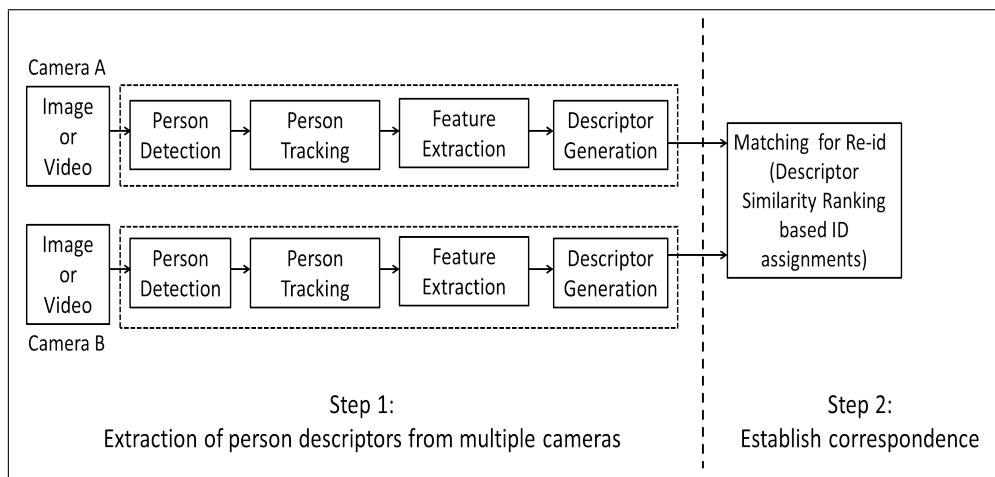 Camera A
Image
or
Video
Person
Detection
Person
Tracking
Feature
Extraction
Descriptor
Generation
Matching for Re-id
(Descriptor
Similarity Ranking
based ID
assignments)
Image
or
Video
Camera B
Person
Detection
Person
Tracking
Feature
Extraction
Descriptor
Generation
Step 1:
Extraction of person descriptors from multiple cameras
Step 2:
Establish correspondence